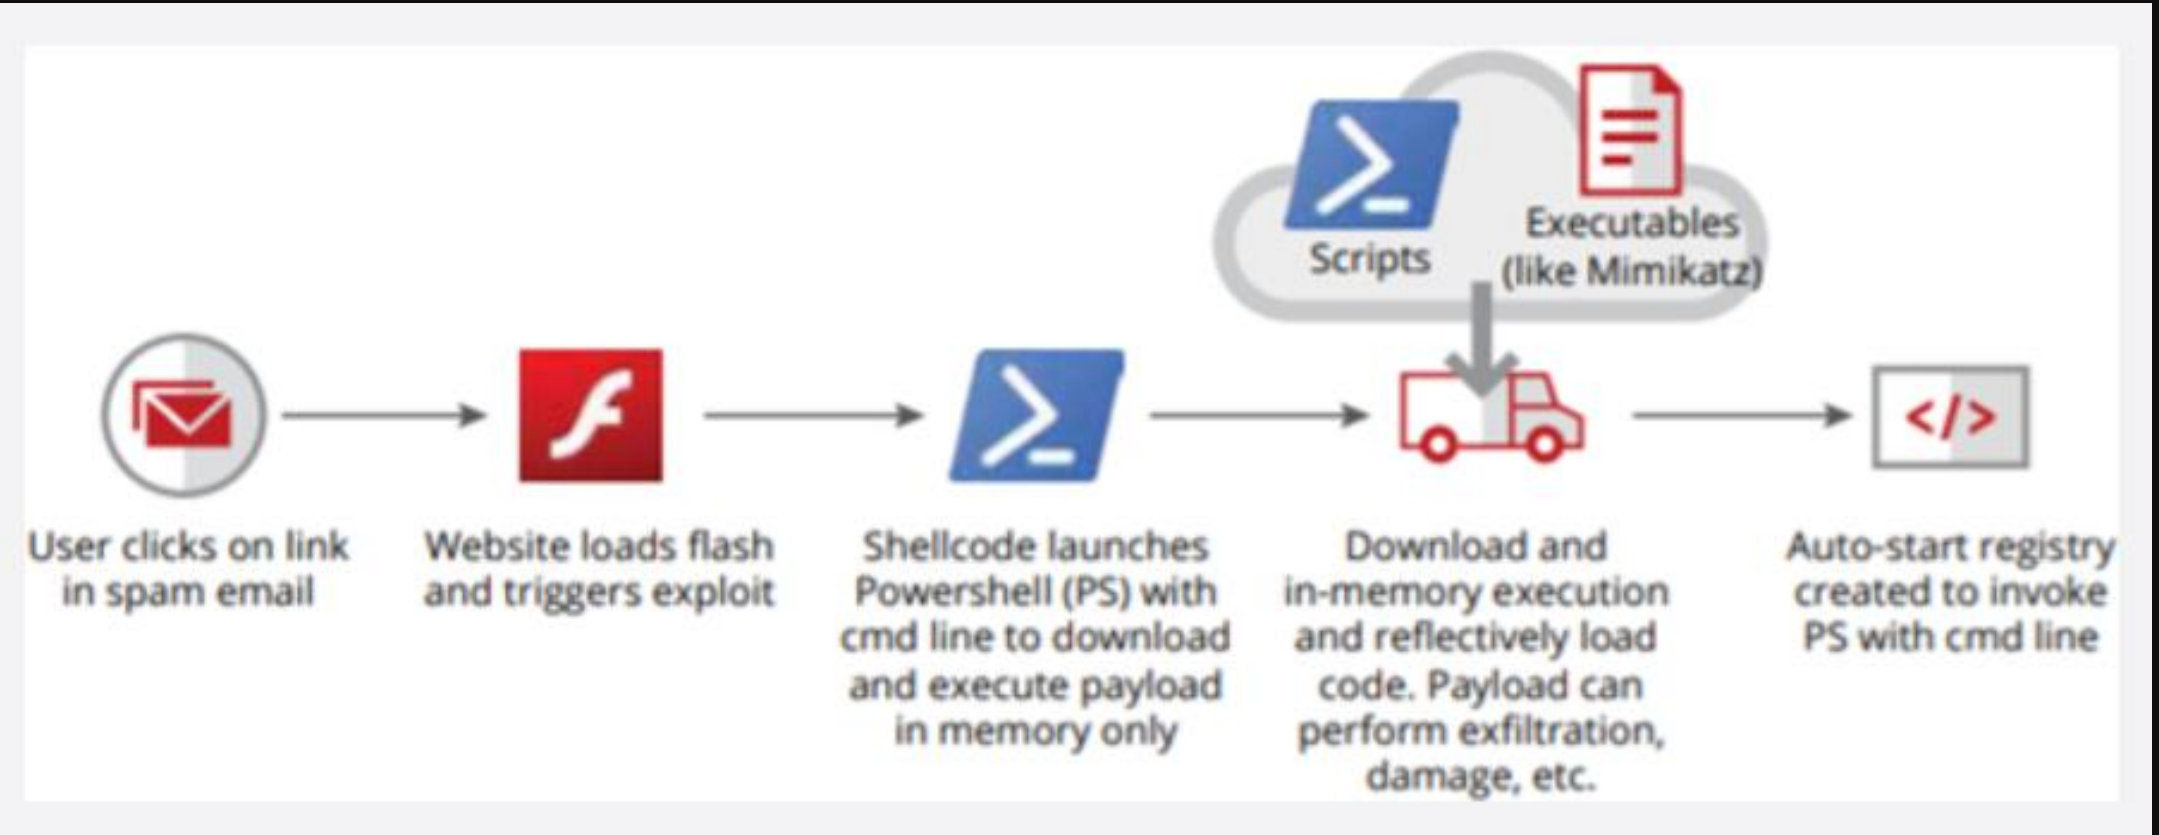 Scripts
Executables
(like Mimikatz)
User clicks on link
in spam email
Website loads flash
and triggers exploit
Shellcode launches
Powershell (PS) with
cmd line to download
and execute payload
in memory only
Download and
in-memory execution
and reflectively load
code. Payload can
perform exfiltration,
damage, etc.
Auto-start registry
created to invoke
PS with cmd line